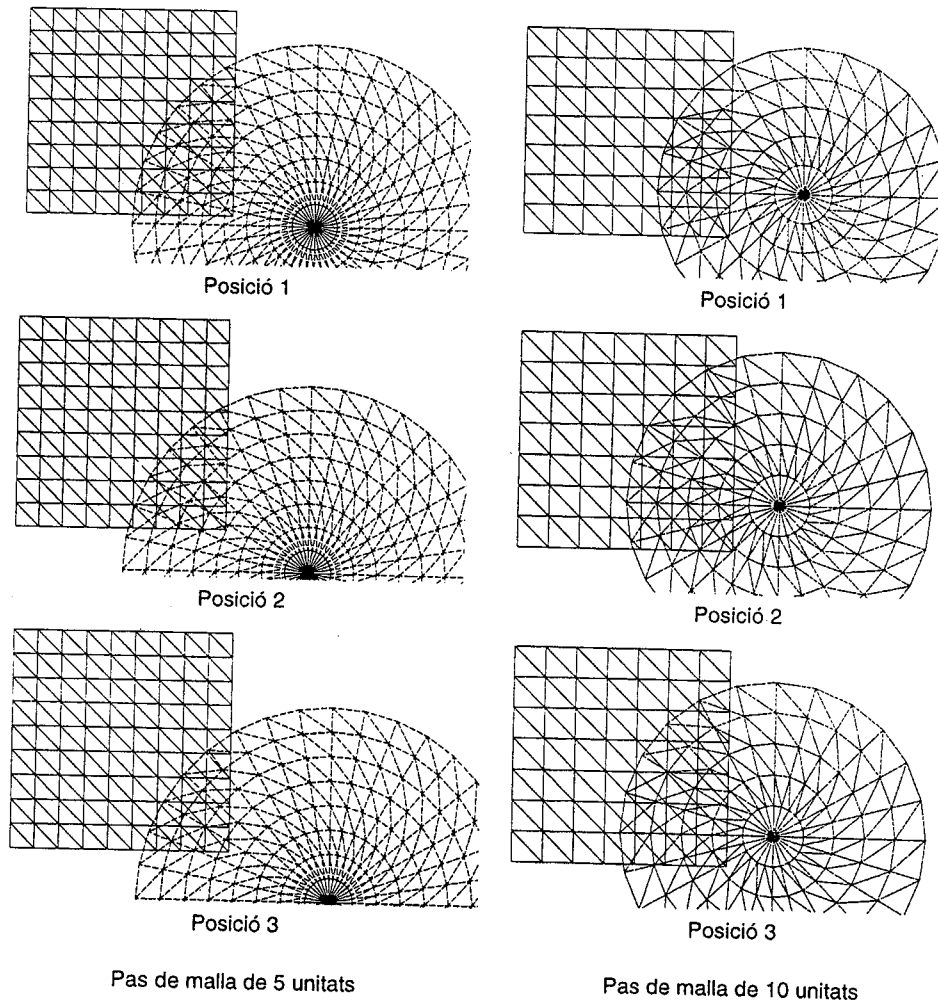 Posició 1
Posició 1
Posició 2
Posició 2
Posició 3
Posició 3
Pas de malla de 5 unitats
Pas de malla de 10 unitats